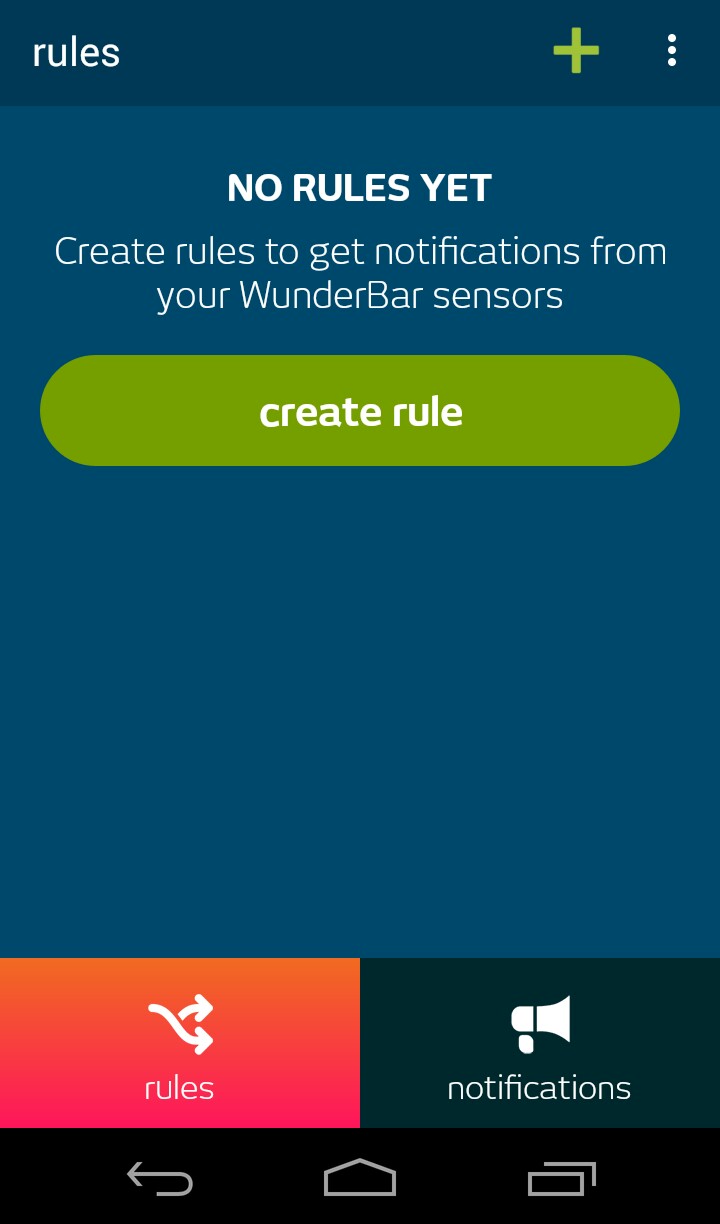 rules
NO RULES YET
Create rules to get notifications from
your WunderBar sensors
create rule
rules
notifications